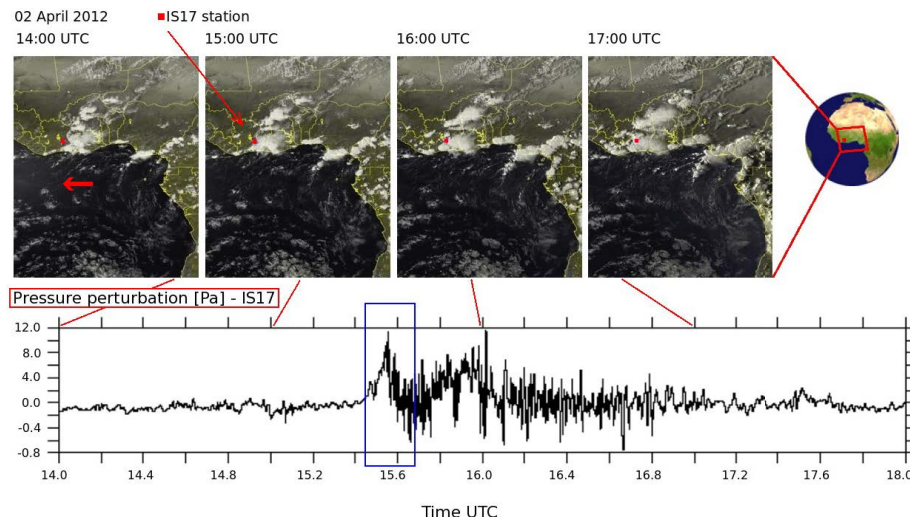 02 April 2012 IS17 station
14:00 UTC 15:00 UTC 16:00 UTC 17:00 UTC
Pressure perturbation [Pa] - IS17
12.0
8.0
4.0
0.0
-0.4
-0.8
14.0 14.4 14.8 15.2 15.6 16.0 16.4 16.8 17.2 17.6 18.0
Time UTC